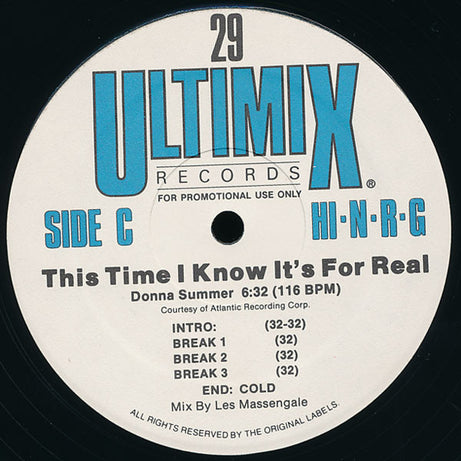 29
ULTIMIX
RECORDS
®
FOR PROMOTIONAL USE ONLY
SIDE C HI·N·R·G
This Time I Know It's For Real
Donna Summer 6:32 (116 BPM)
Courtesy of Atlantic Recording Corp.
INTRO: (32-32)
BREAK 1 (32)
BREAK 2 (32)
BREAK 3 (32)
END: COLD
Mix By Les Massengale
ALL RIGHTS RESERVED BY THE ORIGINAL LABELS.